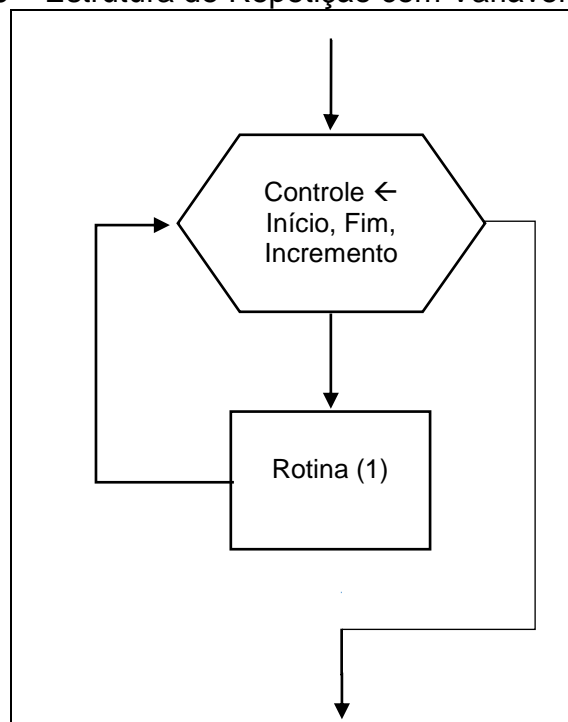 Estrutura de Repetição com Variável
Controle ←
Início, Fim,
Incremento
Rotina (1)